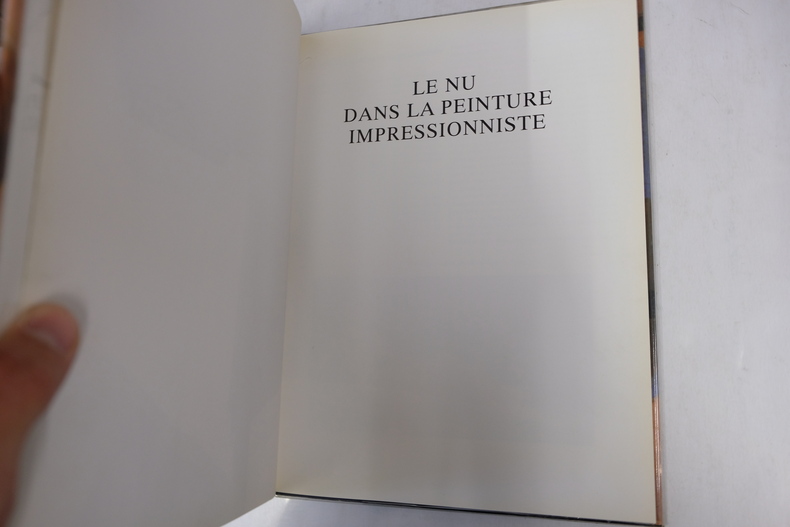 LE NU
DANS LA PEINTURE
IMPRESSIONNISTE